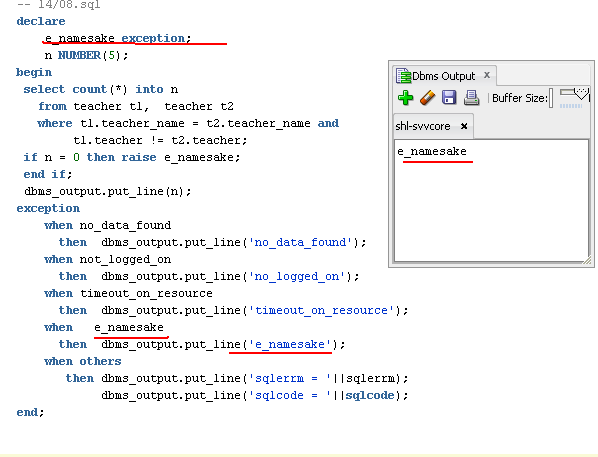 -- 14/08.sql
declare
e_namesake exception;
n NUMBER(5);
begin
select count(*) into n
from teacher t1, teacher t2
where t1.teacher_name = t2.teacher_name and
t1.teacher != t2.teacher;
if n = 0 then raise e_namesake;
end if;
dbms_output.put_line(n);
exception
when no_data_found
then dbms_output.put_line('no_data_found');
when not_logged_on
then dbms_output.put_line('no_logged_on');
when timeout_on_resource
then dbms_output.put_line('timeout_on_resource');
when e_namesake
then dbms_output.put_line('e_namesake');
when others
then dbms_output.put_line('sqlerrm = '||sqlerrm);
dbms_output.put_line('sqlcode = '||sqlcode);
end;
Dbms Output x
Buffer Size:
shl-svvcore x
e_namesake